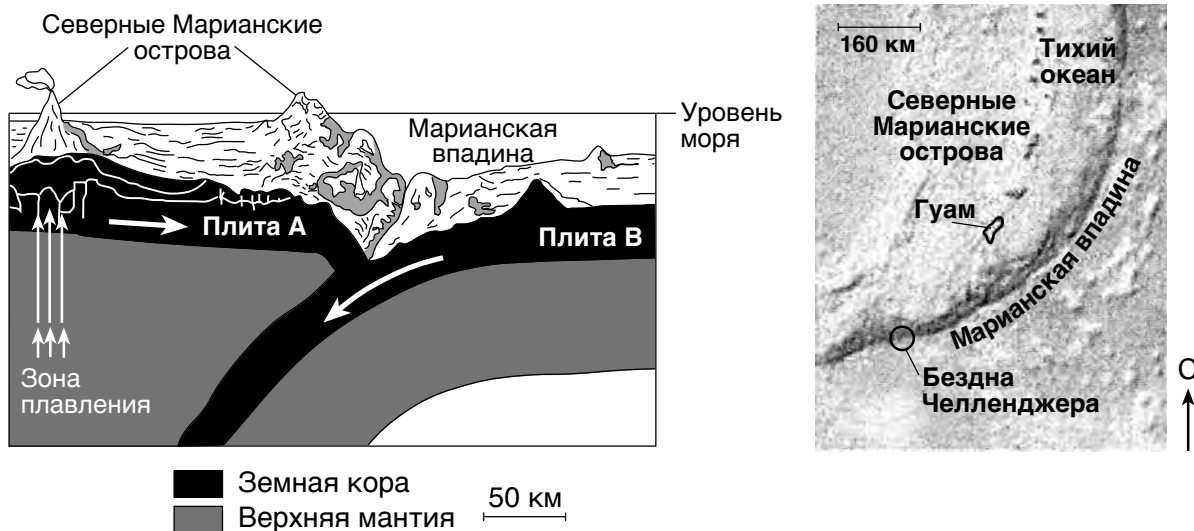 Северные Марианские
острова
Уровень
моря
Марианская
впадина
Плита А
Плита В
Зона
плавления
Земная кора
Верхняя мантия
50 км
160 км
Тихий
океан
Северные
Марианские
острова
Гуам
Марианская впадина
Бездна
Челленджера
С